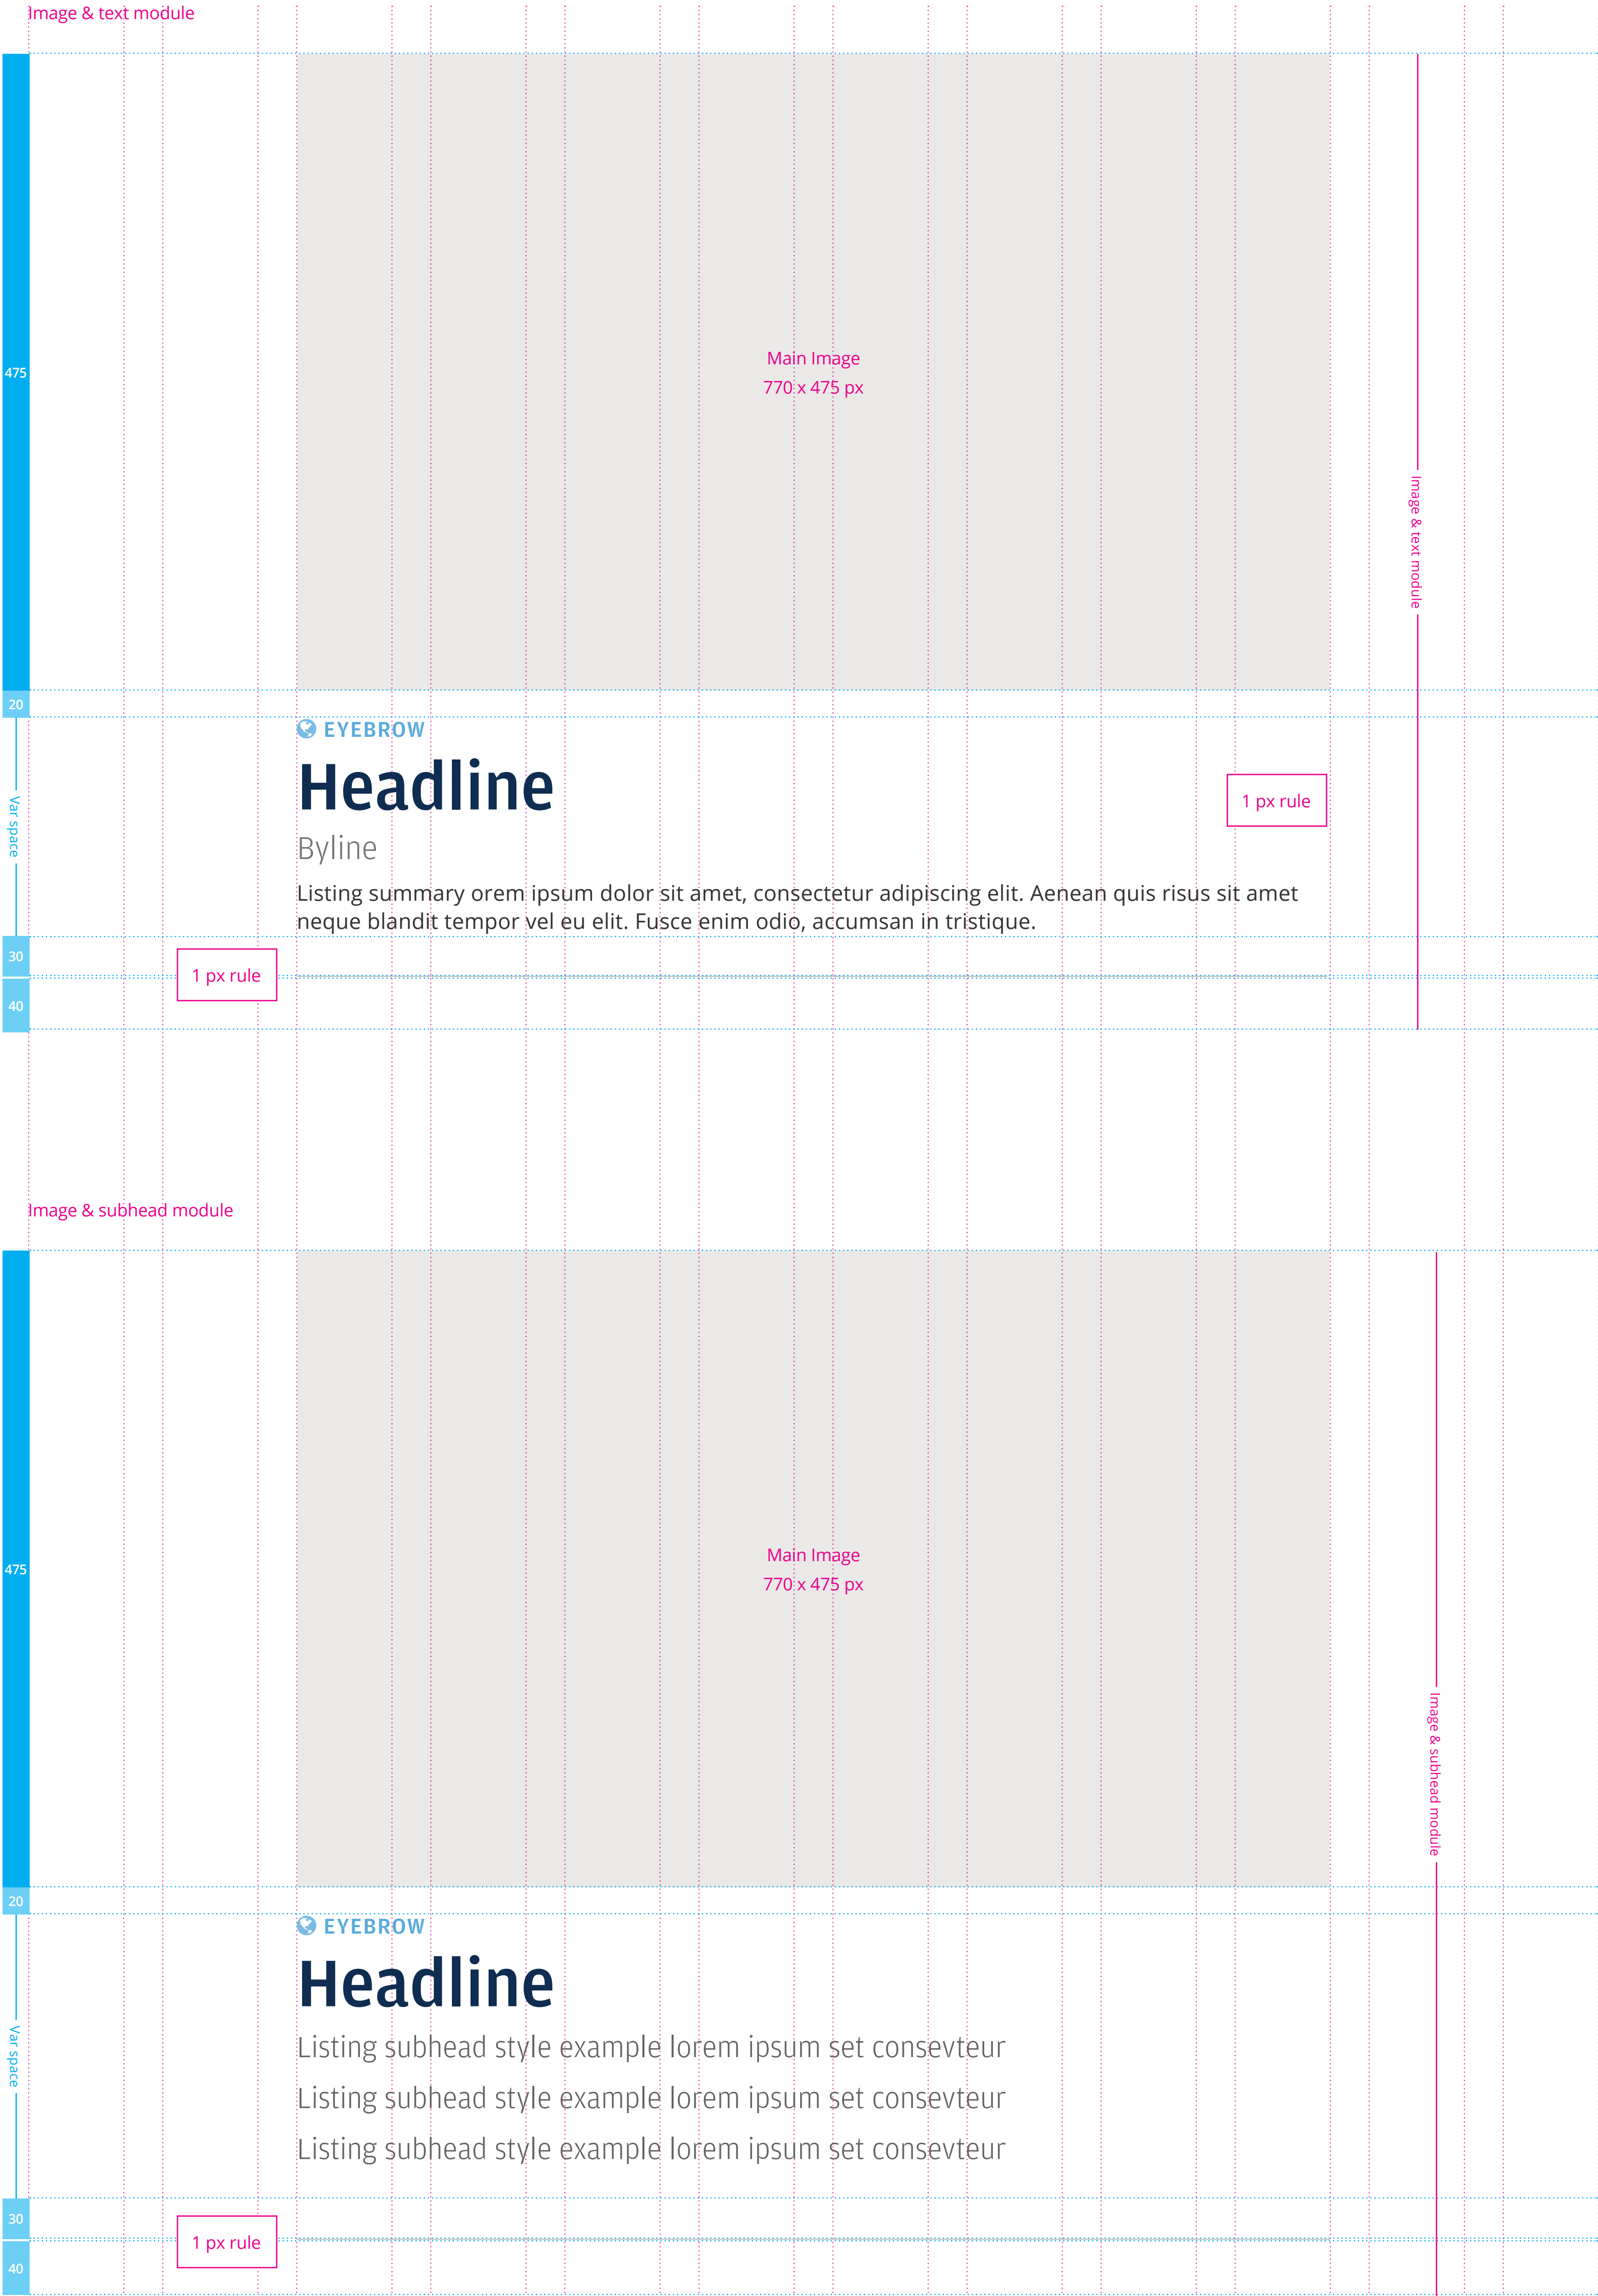 Image & text module
475
Main Image
770 x 475 px
Image & text module
20
EYEBROW
Headline
1 px rule
Var space
Byline
Listing summary orem ipsum dolor sit amet, consectetur adipiscing elit. Aenean quis risus sit amet
neque blandit tempor vel eu elit. Fusce enim odio, accumsan in tristique.
30
1 px rule
40
Image & subhead module
475
Main Image
770 x 475 px
Image & subhead module
20
EYEBROW
Headline
Var space
Listing subhead style example lorem ipsum set consevteur
Listing subhead style example lorem ipsum set consevteur
Listing subhead style example lorem ipsum set consevteur
30
1 px rule
40